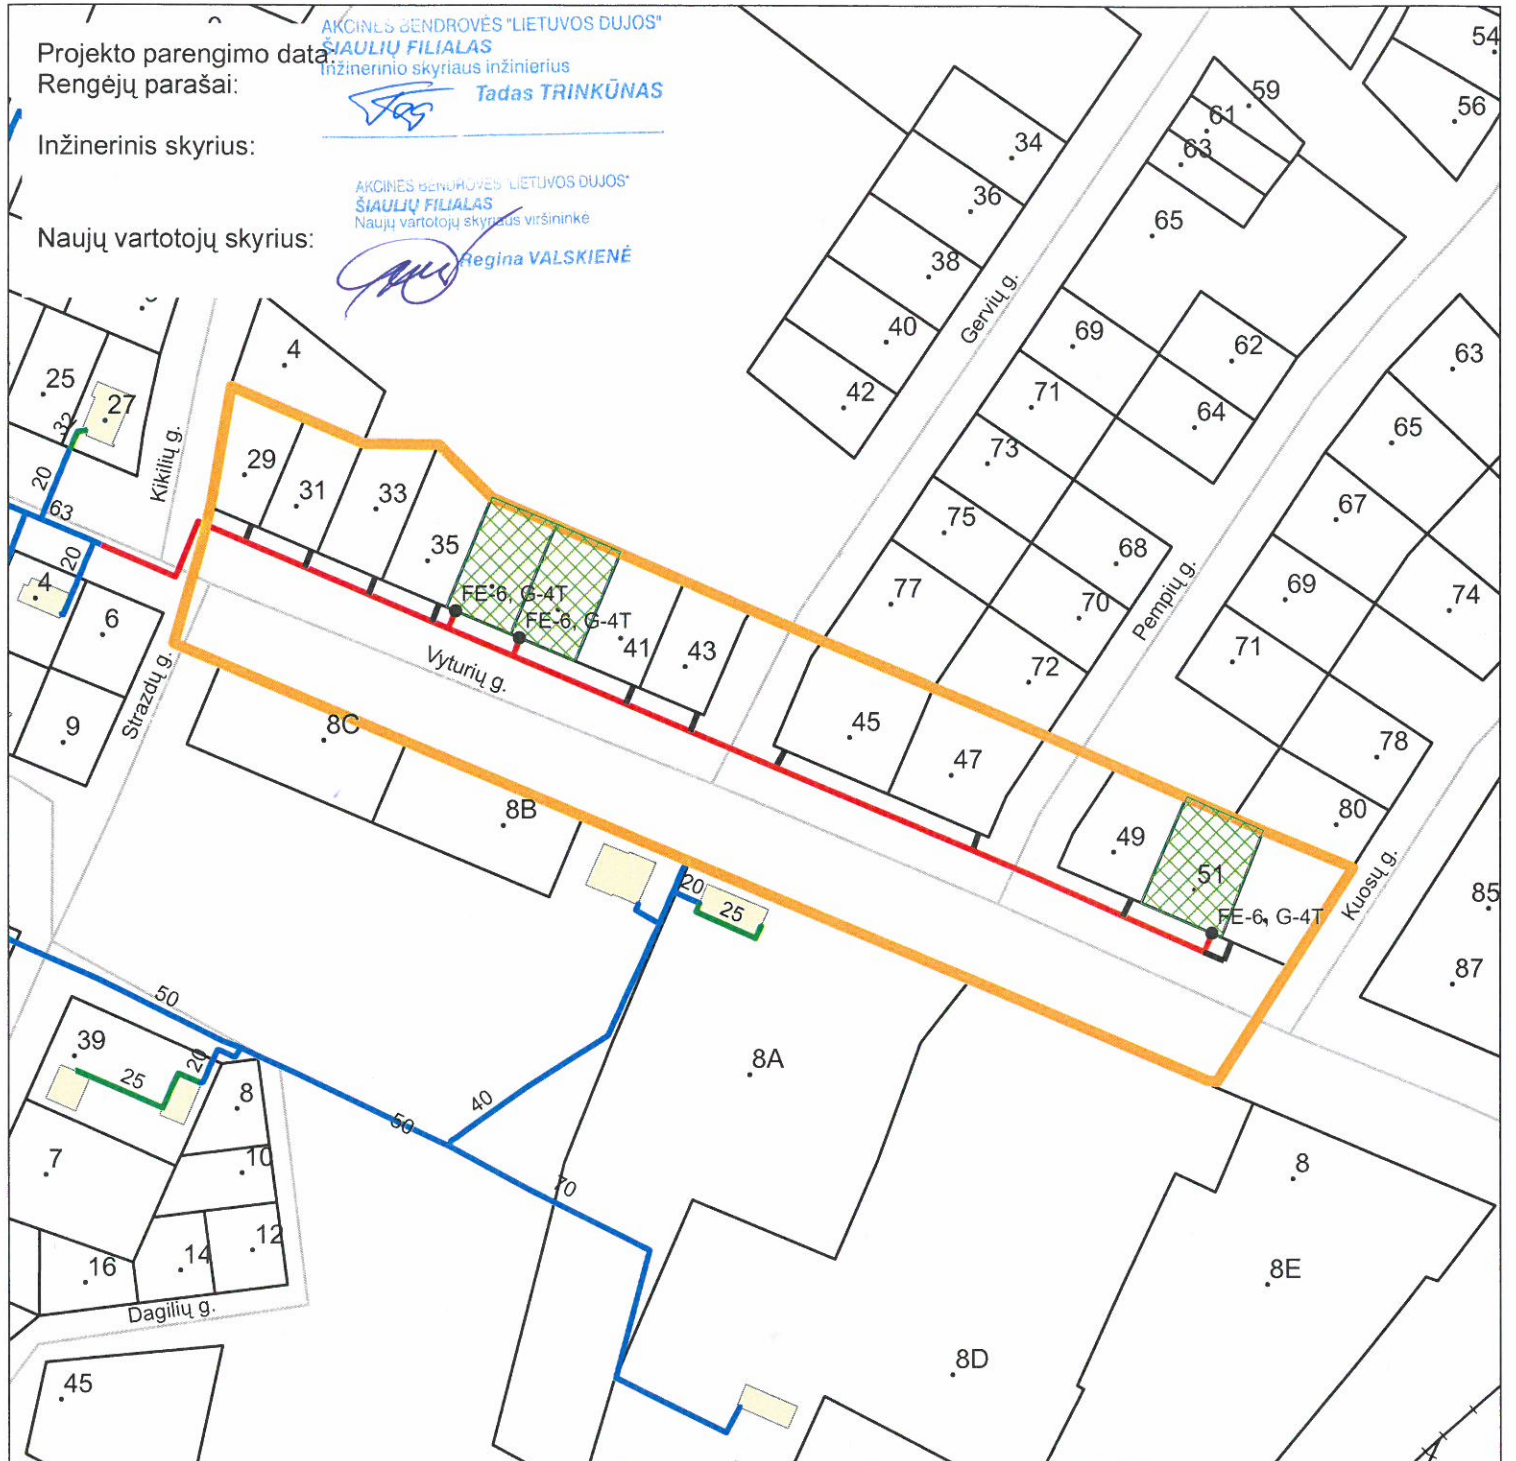 Projekto parengimo data:
Rengėjų parašai:
AKCINĖS BENDROVĖS "LIETUVOS DUJOS"
ŠIAULIŲ FILIALAS
Inžinerinio skyriaus inžinierius
Tadas TRINKŪNAS
Inžinerinis skyrius:
AKCINĖS BENDROVĖS "LIETUVOS DUJOS"
ŠIAULIŲ FILIALAS
Naujų vartotojų skyriaus viršininkė
Regina VALSKIENĖ
Naujų vartotojų skyrius:
54
56
59
61
63
65
34
36
38
40
42
Gervių g.
69
71
73
75
77
62
64
68
70
72
Pempių g.
63
65
67
69
71
74
78
80
85
87
Kuosų g.
4
25
27
32
20
63
Kikilių g.
29
31
33
35
FE-6, G-4T
FE-6, G-4T
41
43
Vyturių g.
45
47
49
51
FE-6, G-4T
20
4
6
9
Strazdų g.
8C
8B
20
25
8A
50
39
25
20
8
40
50
70
7
10
12
14
16
Dagilių g.
45
8
8E
8D